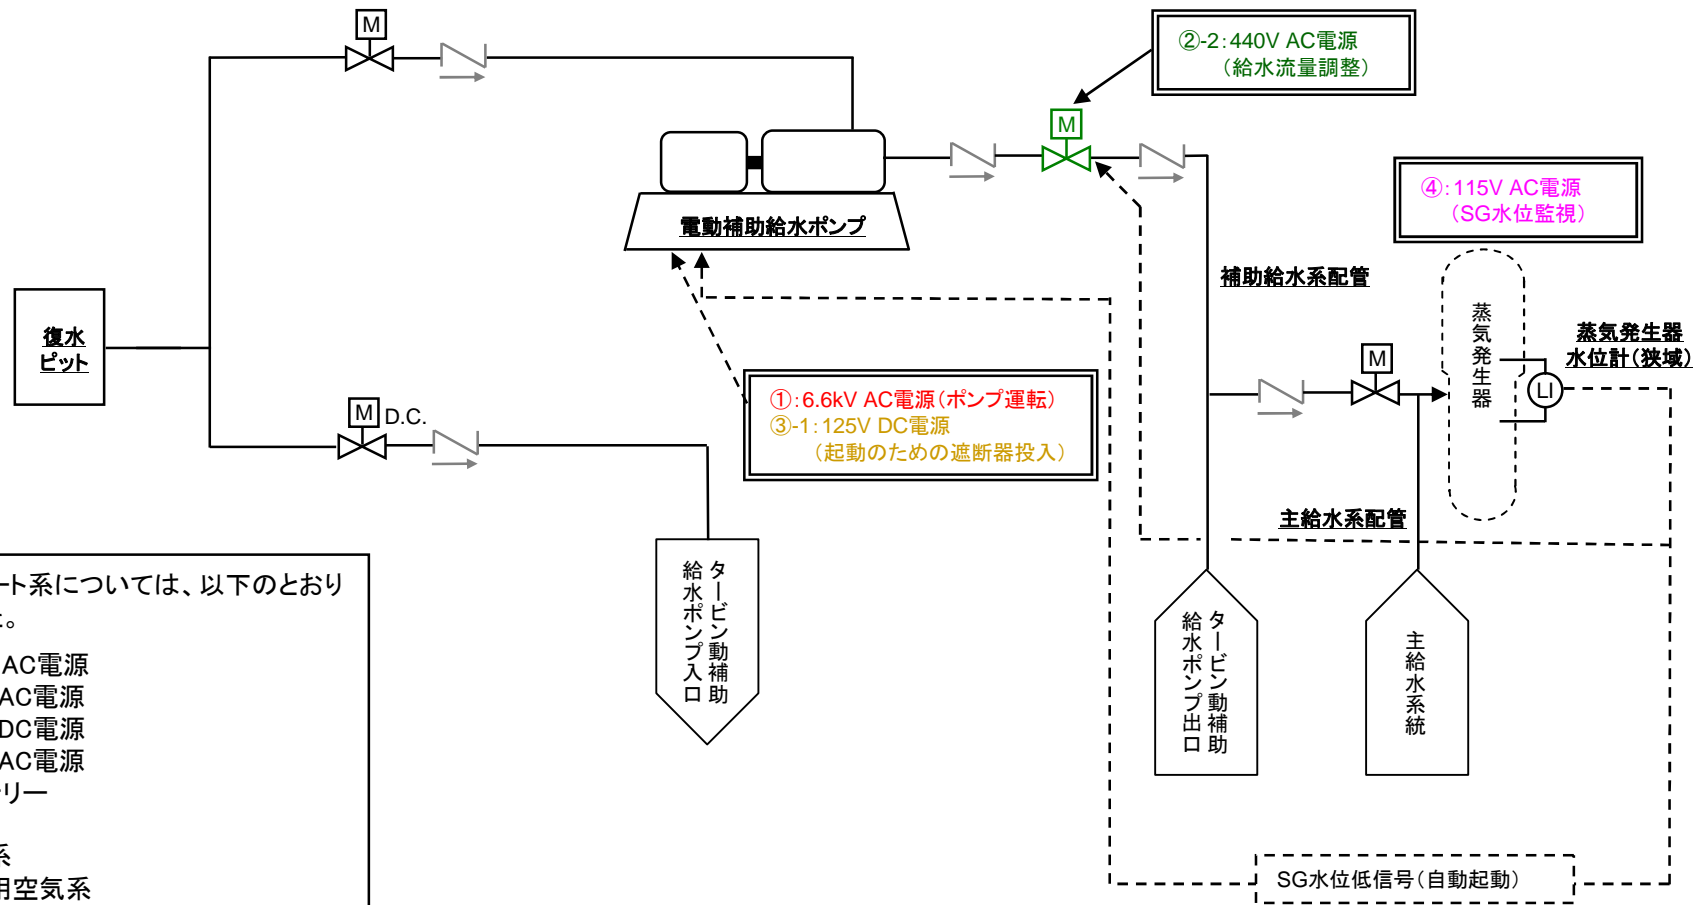 M
②-2：440V AC電源
（給水流量調整）
M
④：115V AC電源
（SG水位監視）
電動補助給水ポンプ
補助給水系配管
復水
ピット
蒸気発生器
蒸気発生器
水位計（狭域）
M
LI
①：6.6kV AC電源（ポンプ運転）
③-1：125V DC電源
（起動のための遮断器投入）
M D.C.
主給水系配管
タービン動補助
給水ポンプ入口
タービン動補助
給水ポンプ出口
主給水系統
ート系については、以下のとおり
。
AC電源
AC電源
DC電源
AC電源
リー
系
用空気系
SG水位低信号（自動起動）